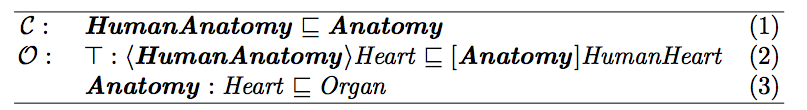 𝒞 : HumanAnatomy ⊑ Anatomy (1)
𝒪 : ⊤ : ⟨HumanAnatomy⟩Heart ⊑ [Anatomy]HumanHeart (2)
Anatomy : Heart ⊑ Organ (3)